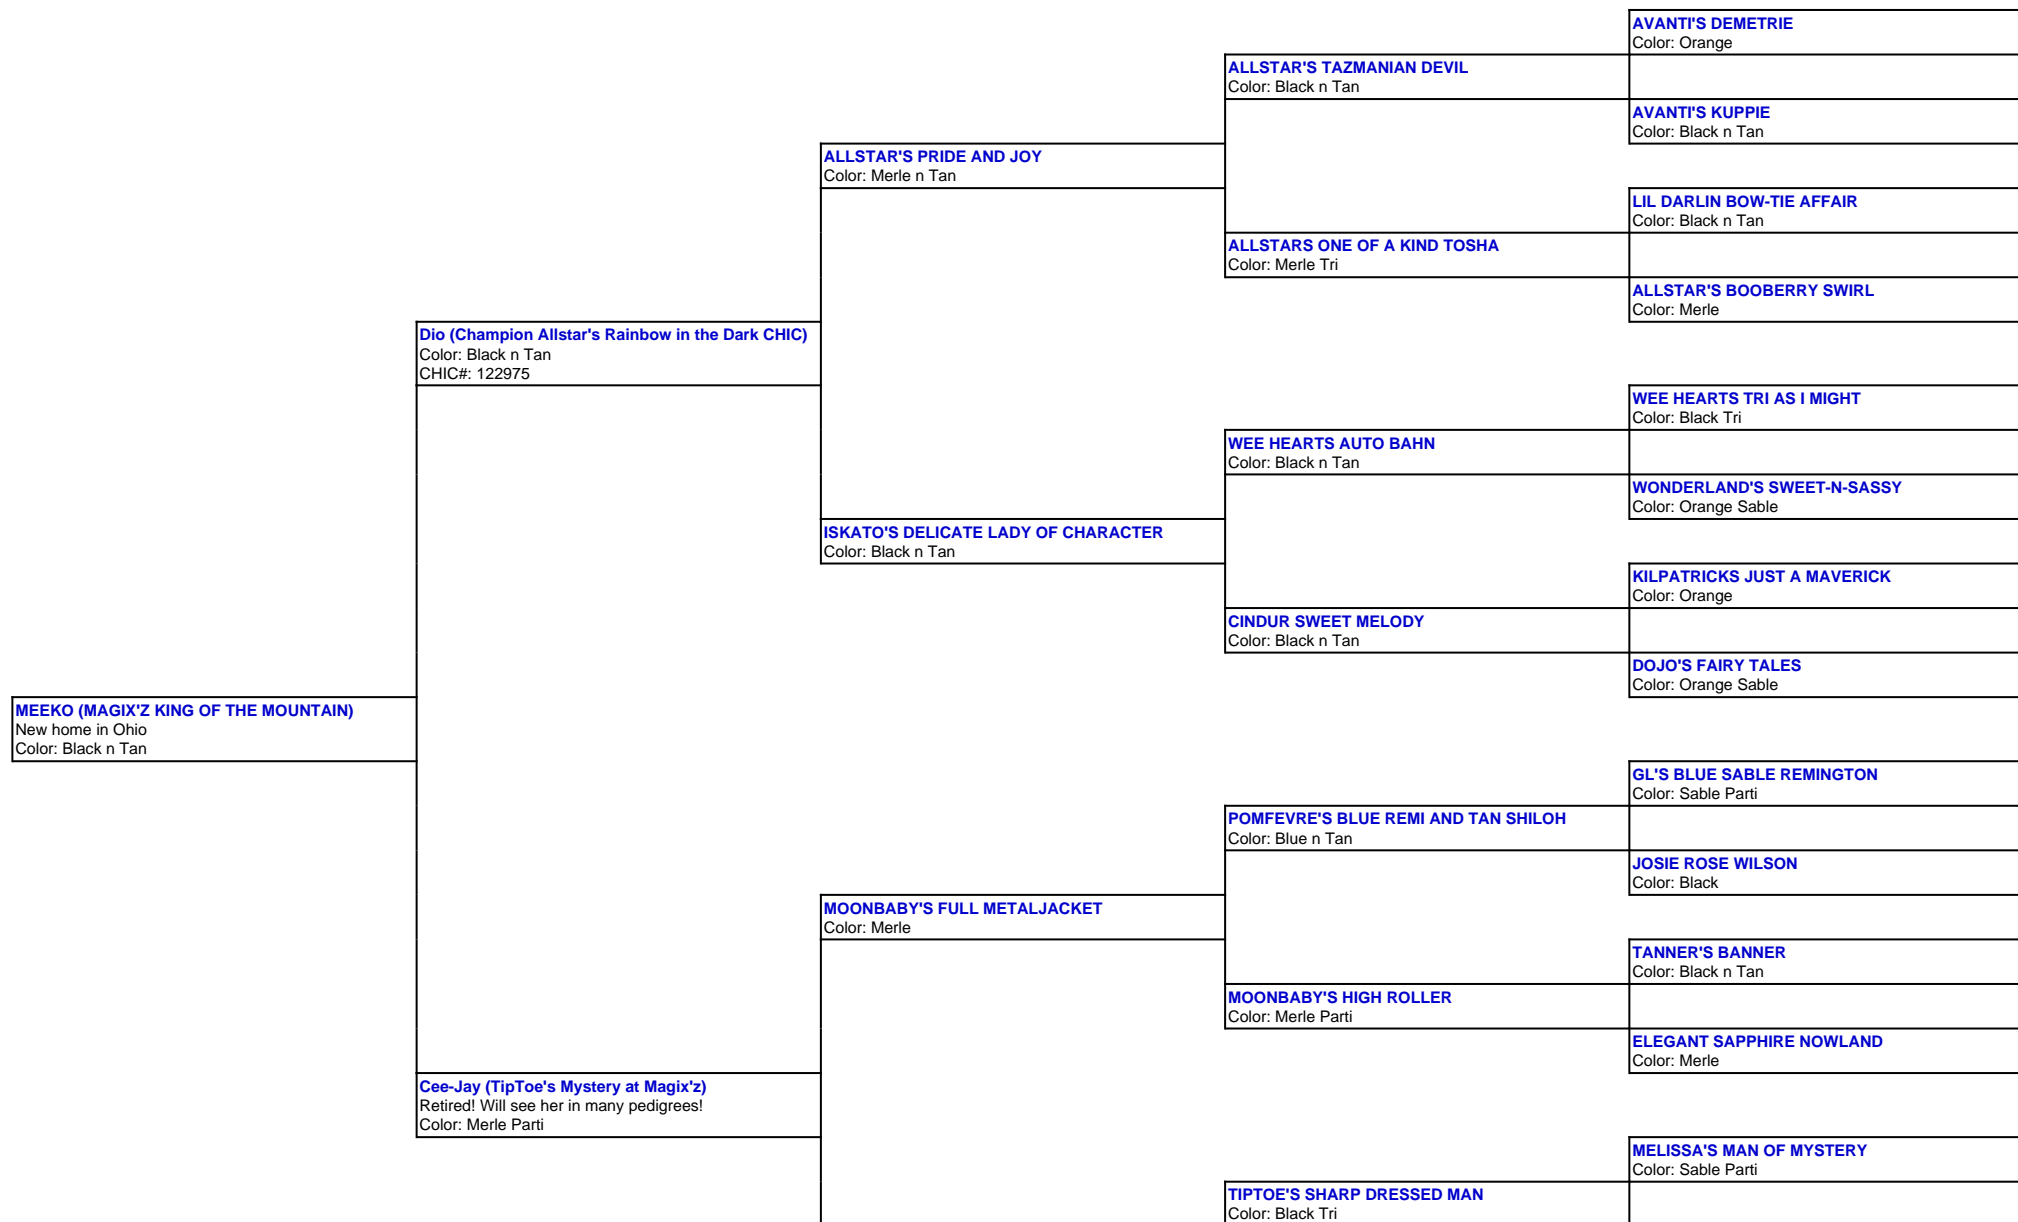 AVANTI'S DEMETRIE
Color: Orange
ALLSTAR'S TAZMANIAN DEVIL
Color: Black n Tan
AVANTI'S KUPPIE
Color: Black n Tan
ALLSTAR'S PRIDE AND JOY
Color: Merle n Tan
LIL DARLIN BOW-TIE AFFAIR
Color: Black n Tan
ALLSTARS ONE OF A KIND TOSHA
Color: Merle Tri
ALLSTAR'S BOOBERRY SWIRL
Color: Merle
Dio (Champion Allstar's Rainbow in the Dark CHIC)
Color: Black n Tan
CHIC#: 122975
WEE HEARTS TRI AS I MIGHT
Color: Black Tri
WEE HEARTS AUTO BAHN
Color: Black n Tan
WONDERLAND'S SWEET-N-SASSY
Color: Orange Sable
ISKATO'S DELICATE LADY OF CHARACTER
Color: Black n Tan
KILPATRICKS JUST A MAVERICK
Color: Orange
CINDUR SWEET MELODY
Color: Black n Tan
DOJO'S FAIRY TALES
Color: Orange Sable
MEEKO (MAGIX'Z KING OF THE MOUNTAIN)
New home in Ohio
Color: Black n Tan
GL'S BLUE SABLE REMINGTON
Color: Sable Parti
POMFEVRE'S BLUE REMI AND TAN SHILOH
Color: Blue n Tan
JOSIE ROSE WILSON
Color: Black
MOONBABY'S FULL METALJACKET
Color: Merle
TANNER'S BANNER
Color: Black n Tan
MOONBABY'S HIGH ROLLER
Color: Merle Parti
ELEGANT SAPPHIRE NOWLAND
Color: Merle
Cee-Jay (TipToe's Mystery at Magix'z)
Retired! Will see her in many pedigrees!
Color: Merle Parti
MELISSA'S MAN OF MYSTERY
Color: Sable Parti
TIPTOE'S SHARP DRESSED MAN
Color: Black Tri